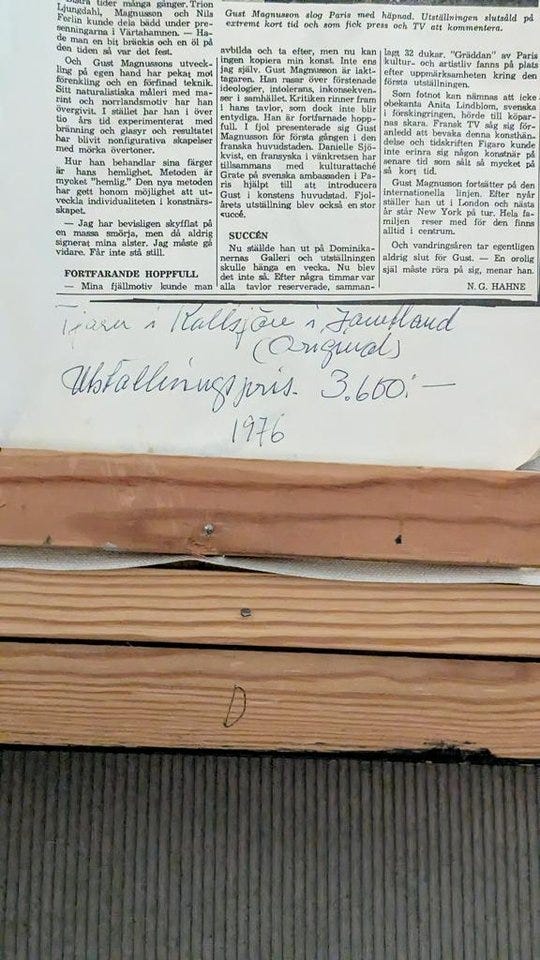 Bistra tider många gånger. Trion
Ljungdahl, Magnusson och Nils
Ferlin kunde dela bädd under pre-
senningarna i Värtahamnen. — Ha-
de man en bit bräckis och en öl på
den tiden så var det fest.
Och Gust Magnussons utveck-
ling på egen hand har pekat mot
förenkling och en förfinad teknik.
Sitt naturalistiska måleri med ma-
rint och norrlandsmotiv har han
övergivit. I stället har han i över
tio års tid experimenterat med
bränning och glasyr och resultatet
har blivit nonfigurativa skapelser
med mörka övertoner.
Hur han behandlar sina färger
är hans hemlighet. Metoden är
mycket "hemlig." Den nya metoden
har gett honom möjlighet att ut-
veckla individualiteten i konstnärs-
skapet.
— Jag har bevisligen skyfflat på
en massa smörja, men då aldrig
signerat mina alster. Jag måste gå
vidare. Får inte stå still.
FORTFARANDE HOPPFULL
— Mina fjällmotiv kunde man
Gust Magnusson slog Paris med häpnad. Utställningen slutsåld på
extremt kort tid och som fick press och TV att kommentera.
avbilda och ta efter, men nu kan
ingen kopiera min konst. Inte ens
jag själv. Gust Magnusson är iakt-
tagaren. Han rasar över förstenade
ideologier, intolerans, inkonsekven-
ser i samhället. Kritiken rinner fram
i hans tavlor, som dock inte blir
entydiga. Han är fortfarande hopp-
full. I fjol presenterade sig Gust
Magnusson för första gången i den
franska huvudstaden. Danielle Sjö-
kvist, en fransyska i vänkretsen har
tillsammans med kulturattaché
Grate på svenska ambassaden i Pa-
ris hjälpt till att introducera
Gust i konstens huvudstad. Fjol-
årets utställning blev också en stor
succé.
SUCCÉN
Nu ställde han ut på Dominika-
nernas Galleri och utställningen
skulle hänga en vecka. Nu blev
det inte så. Efter några timmar var
alla tavlor reserverade, samman-
lagt 32 dukar. "Gräddan" av Paris
kultur- och artistliv fanns på plats
efter uppmärksamheten kring den
första utställningen.
Som fotnot kan nämnas att icke
obekanta Anita Lindblom, svenska
i förskingringen, hörde till köpar-
nas skara. Fransk TV såg sig för-
anledd att bevaka denna konsthän-
delse och tidskriften Figaro kunde
inte erinra sig någon konstnär på
senare tid som sålt så mycket på
så kort tid.
Gust Magnusson fortsätter på den
internationella linjen. Efter nyår
ställer han ut i London och nästa
år står New York på tur. Hela fa-
miljen reser med för den finns
alltid i centrum.
Och vandringsåren tar egentligen
aldrig slut för Gust. — En orolig
själ måste röra på sig, menar han.
N. G. HAHNE
Tjärn i Kallsjön i Jämtland
(Original)
Utställningspris. 3.600:—
1976
D